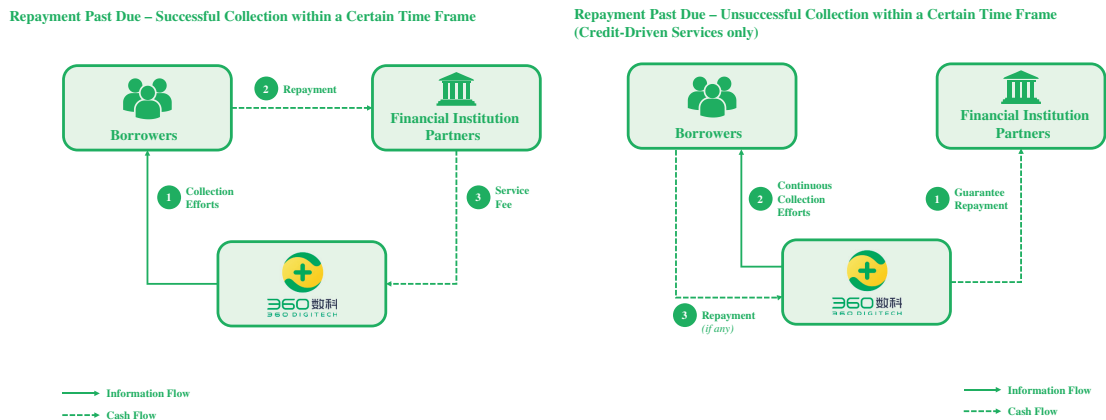 Repayment Past Due – Successful Collection within a Certain Time Frame
Borrowers
2 Repayment
Financial Institution
Partners
1 Collection
Efforts
3 Service
Fee
360数科
360 DIGITECH
Information Flow
Cash Flow
Repayment Past Due – Unsuccessful Collection within a Certain Time Frame
(Credit-Driven Services only)
Borrowers
Financial Institution
Partners
2 Continuous
Collection
Efforts
1 Guarantee
Repayment
360数科
360 DIGITECH
3 Repayment
(if any)
Information Flow
Cash Flow